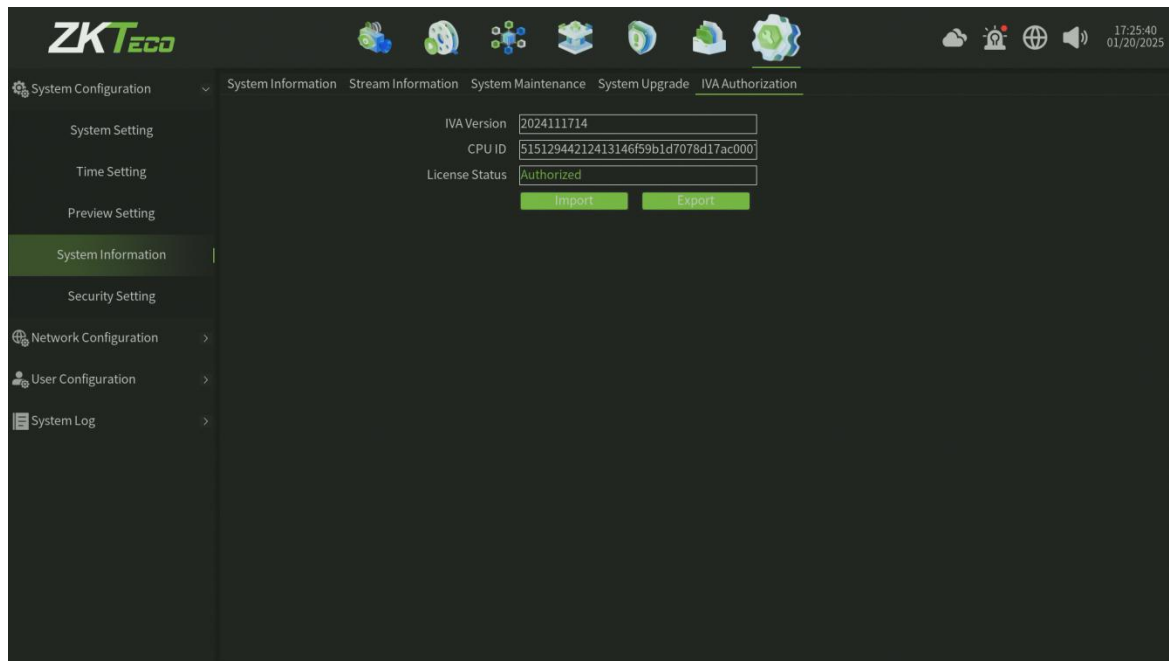 ZKTeco
17:25:40
01/20/2025
System Configuration
System Setting
Time Setting
Preview Setting
System Information
Security Setting
Network Configuration
User Configuration
System Log
System Information Stream Information System Maintenance System Upgrade IVA Authorization
IVA Version 2024111714
CPU ID 51512944212413146f59b1d7078d17ac000
License Status Authorized
Import Export